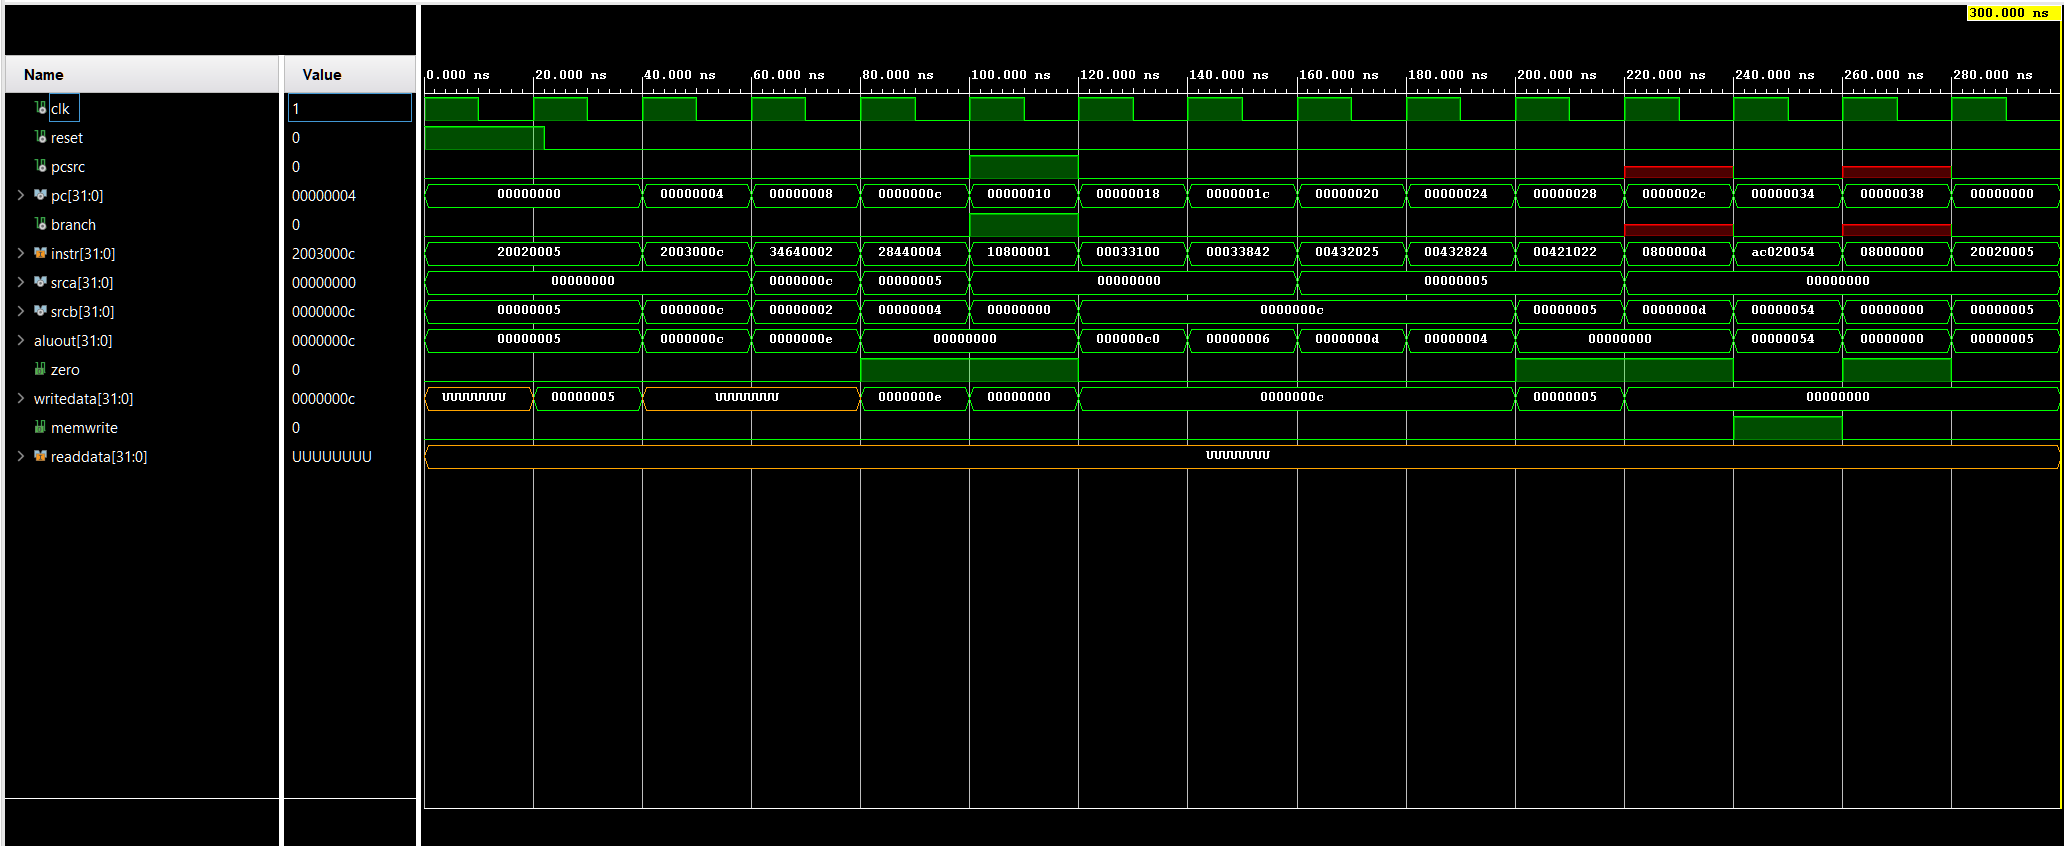 300.000 ns
Name Value
0.000 ns 20.000 ns 40.000 ns 60.000 ns 80.000 ns 100.000 ns 120.000 ns 140.000 ns 160.000 ns 180.000 ns 200.000 ns 220.000 ns 240.000 ns 260.000 ns 280.000 ns
clk 1
reset 0
pcsrc 0
pc[31:0] 00000004 00000000 00000004 00000008 0000000c 00000010 00000018 0000001c 00000020 00000024 00000028 0000002c 00000034 00000038 00000000
branch 0
instr[31:0] 2003000c 20020005 2003000c 34640002 28440004 10800001 00033100 00033842 00432025 00432824 00421022 0800000d ac020054 08000000 20020005
srca[31:0] 00000000 00000000 0000000c 00000005 00000000 00000005 00000000
srcb[31:0] 0000000c 00000005 0000000c 00000002 00000004 00000000 0000000c 00000005 0000000d 00000054 00000000 00000005
aluout[31:0] 0000000c 00000005 0000000c 0000000e 00000000 000000c0 00000006 0000000d 00000004 00000000 00000054 00000000 00000005
zero 0
writedata[31:0] 0000000c UUUUUUUU 00000005 UUUUUUUU 0000000e 00000000 0000000c 00000005 00000000
memwrite 0
readdata[31:0] UUUUUUUU UUUUUUUU